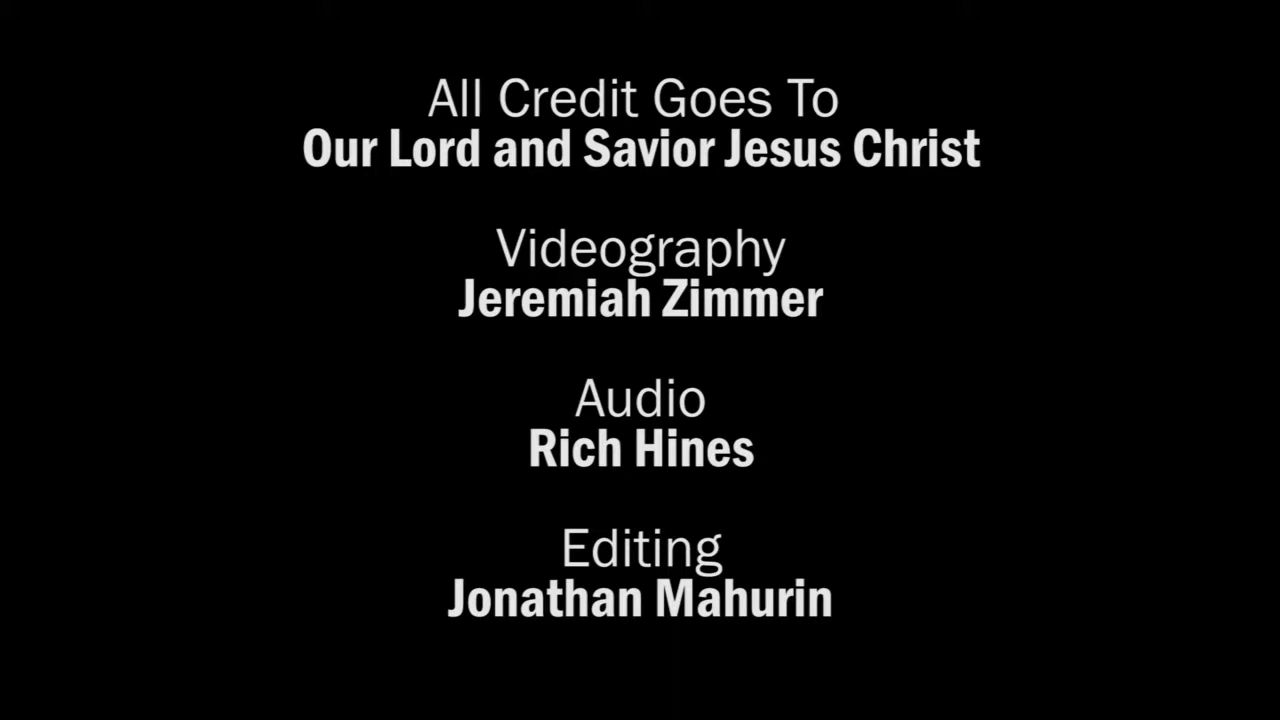 All Credit Goes To
Our Lord and Savior Jesus Christ
Videography
Jeremiah Zimmer
Audio
Rich Hines
Editing
Jonathan Mahurin